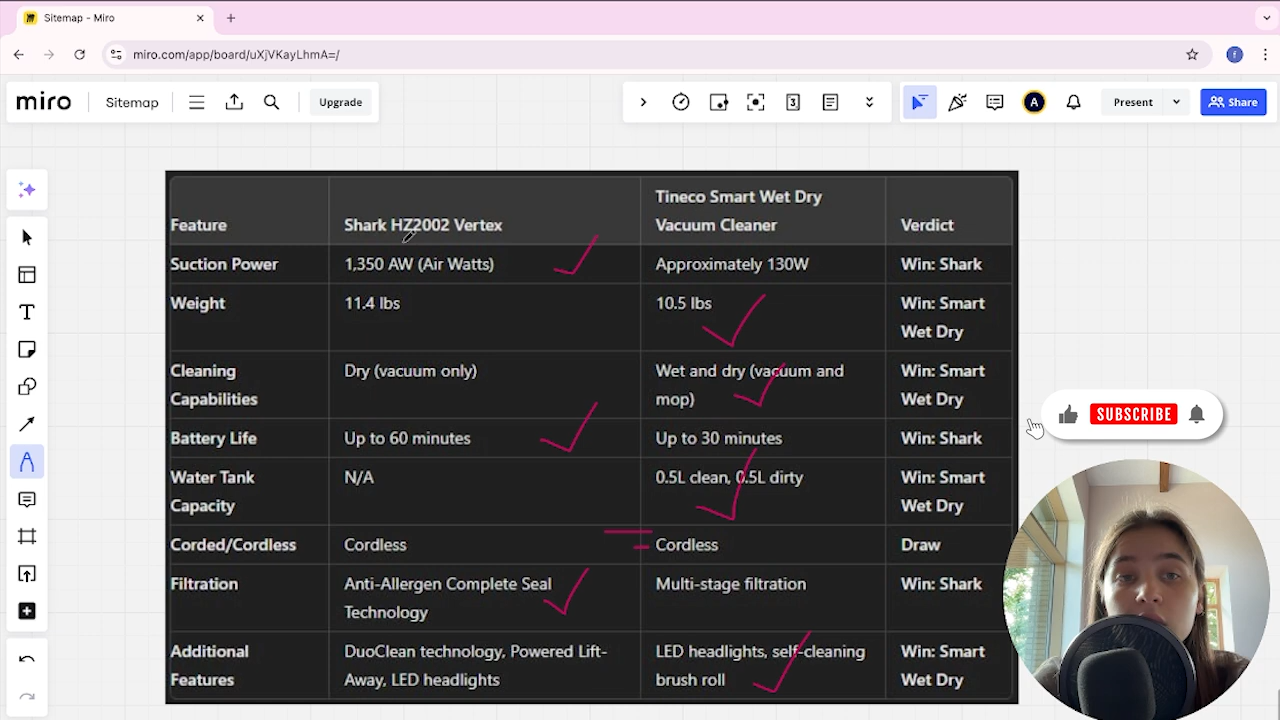 Sitemap - Miro
miro.com/app/board/uXjVKayLhmA=/
f
miro
Sitemap
Upgrade
3
A
Present
Share
Tineco Smart Wet Dry
Feature
Shark HZ2002 Vertex
Vacuum Cleaner
Verdict
Suction Power
1,350 AW (Air Watts)
Approximately 130W
Win: Shark
Weight
11.4 lbs
10.5 lbs
Win: Smart
Wet Dry
Cleaning
Capabilities
Dry (vacuum only)
Wet and dry (vacuum and
mop)
Win: Smart
Wet Dry
Battery Life
Up to 60 minutes
Up to 30 minutes
Win: Shark
Water Tank
Capacity
N/A
0.5L clean, 0.5L dirty
Win: Smart
Wet Dry
Corded/Cordless
Cordless
Cordless
Draw
Filtration
Anti-Allergen Complete Seal
Technology
Multi-stage filtration
Win: Shark
Additional
Features
DuoClean technology, Powered Lift-
Away, LED headlights
LED headlights, self-cleaning
brush roll
Win: Smart
Wet Dry
SUBSCRIBE